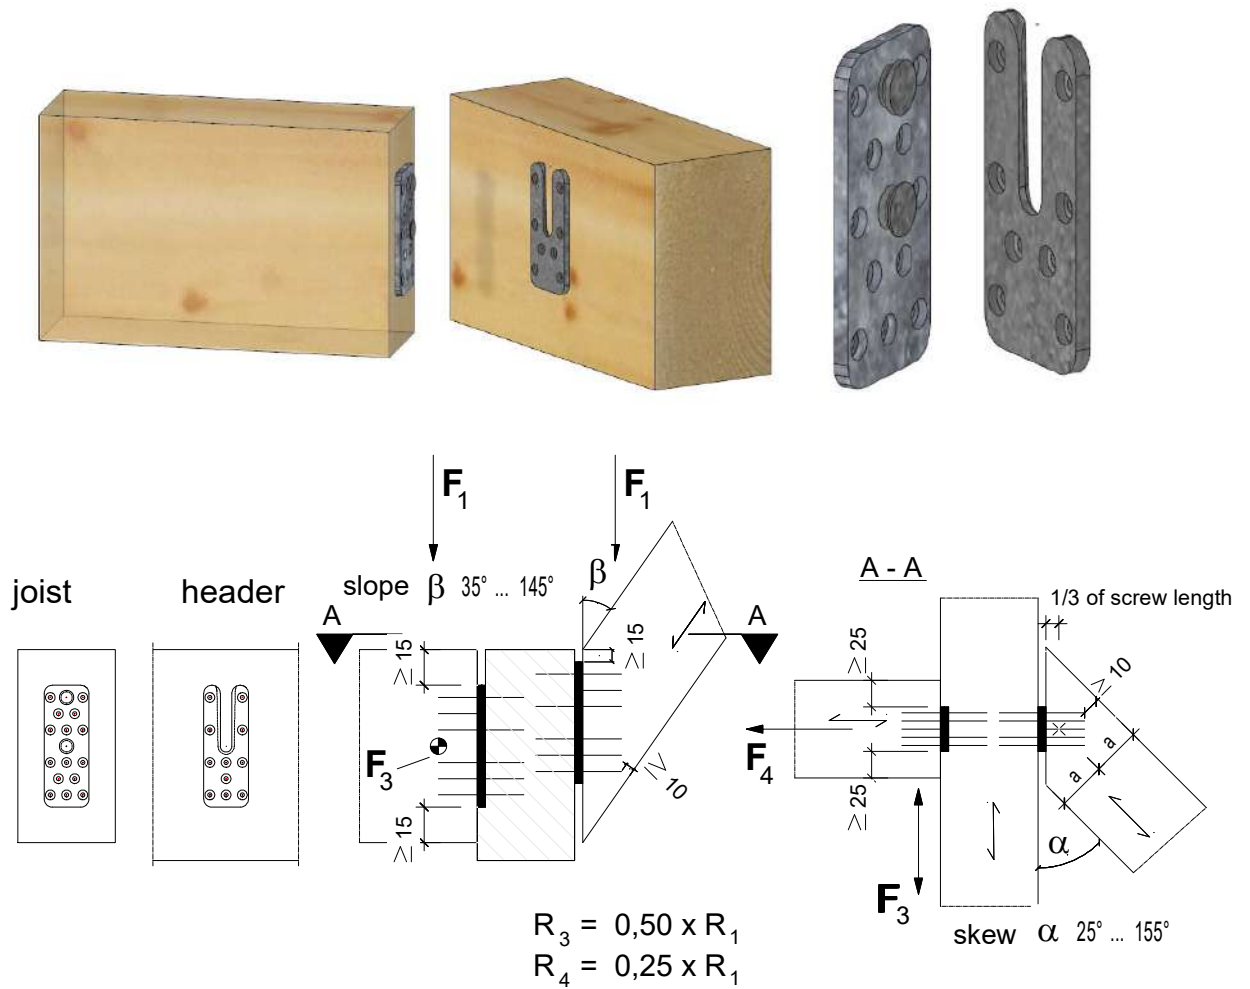 F1
F1
joist
header
slope β 35° ... 145°
β
A
A
≥ 15
≥ 15
≥ 15
≥ 10
F3
A - A
1/3 of screw length
≥ 25
≥ 10
F4
a
a
≥ 25
α
F3
skew α 25° ... 155°
R3 = 0,50 x R1
R4 = 0,25 x R1